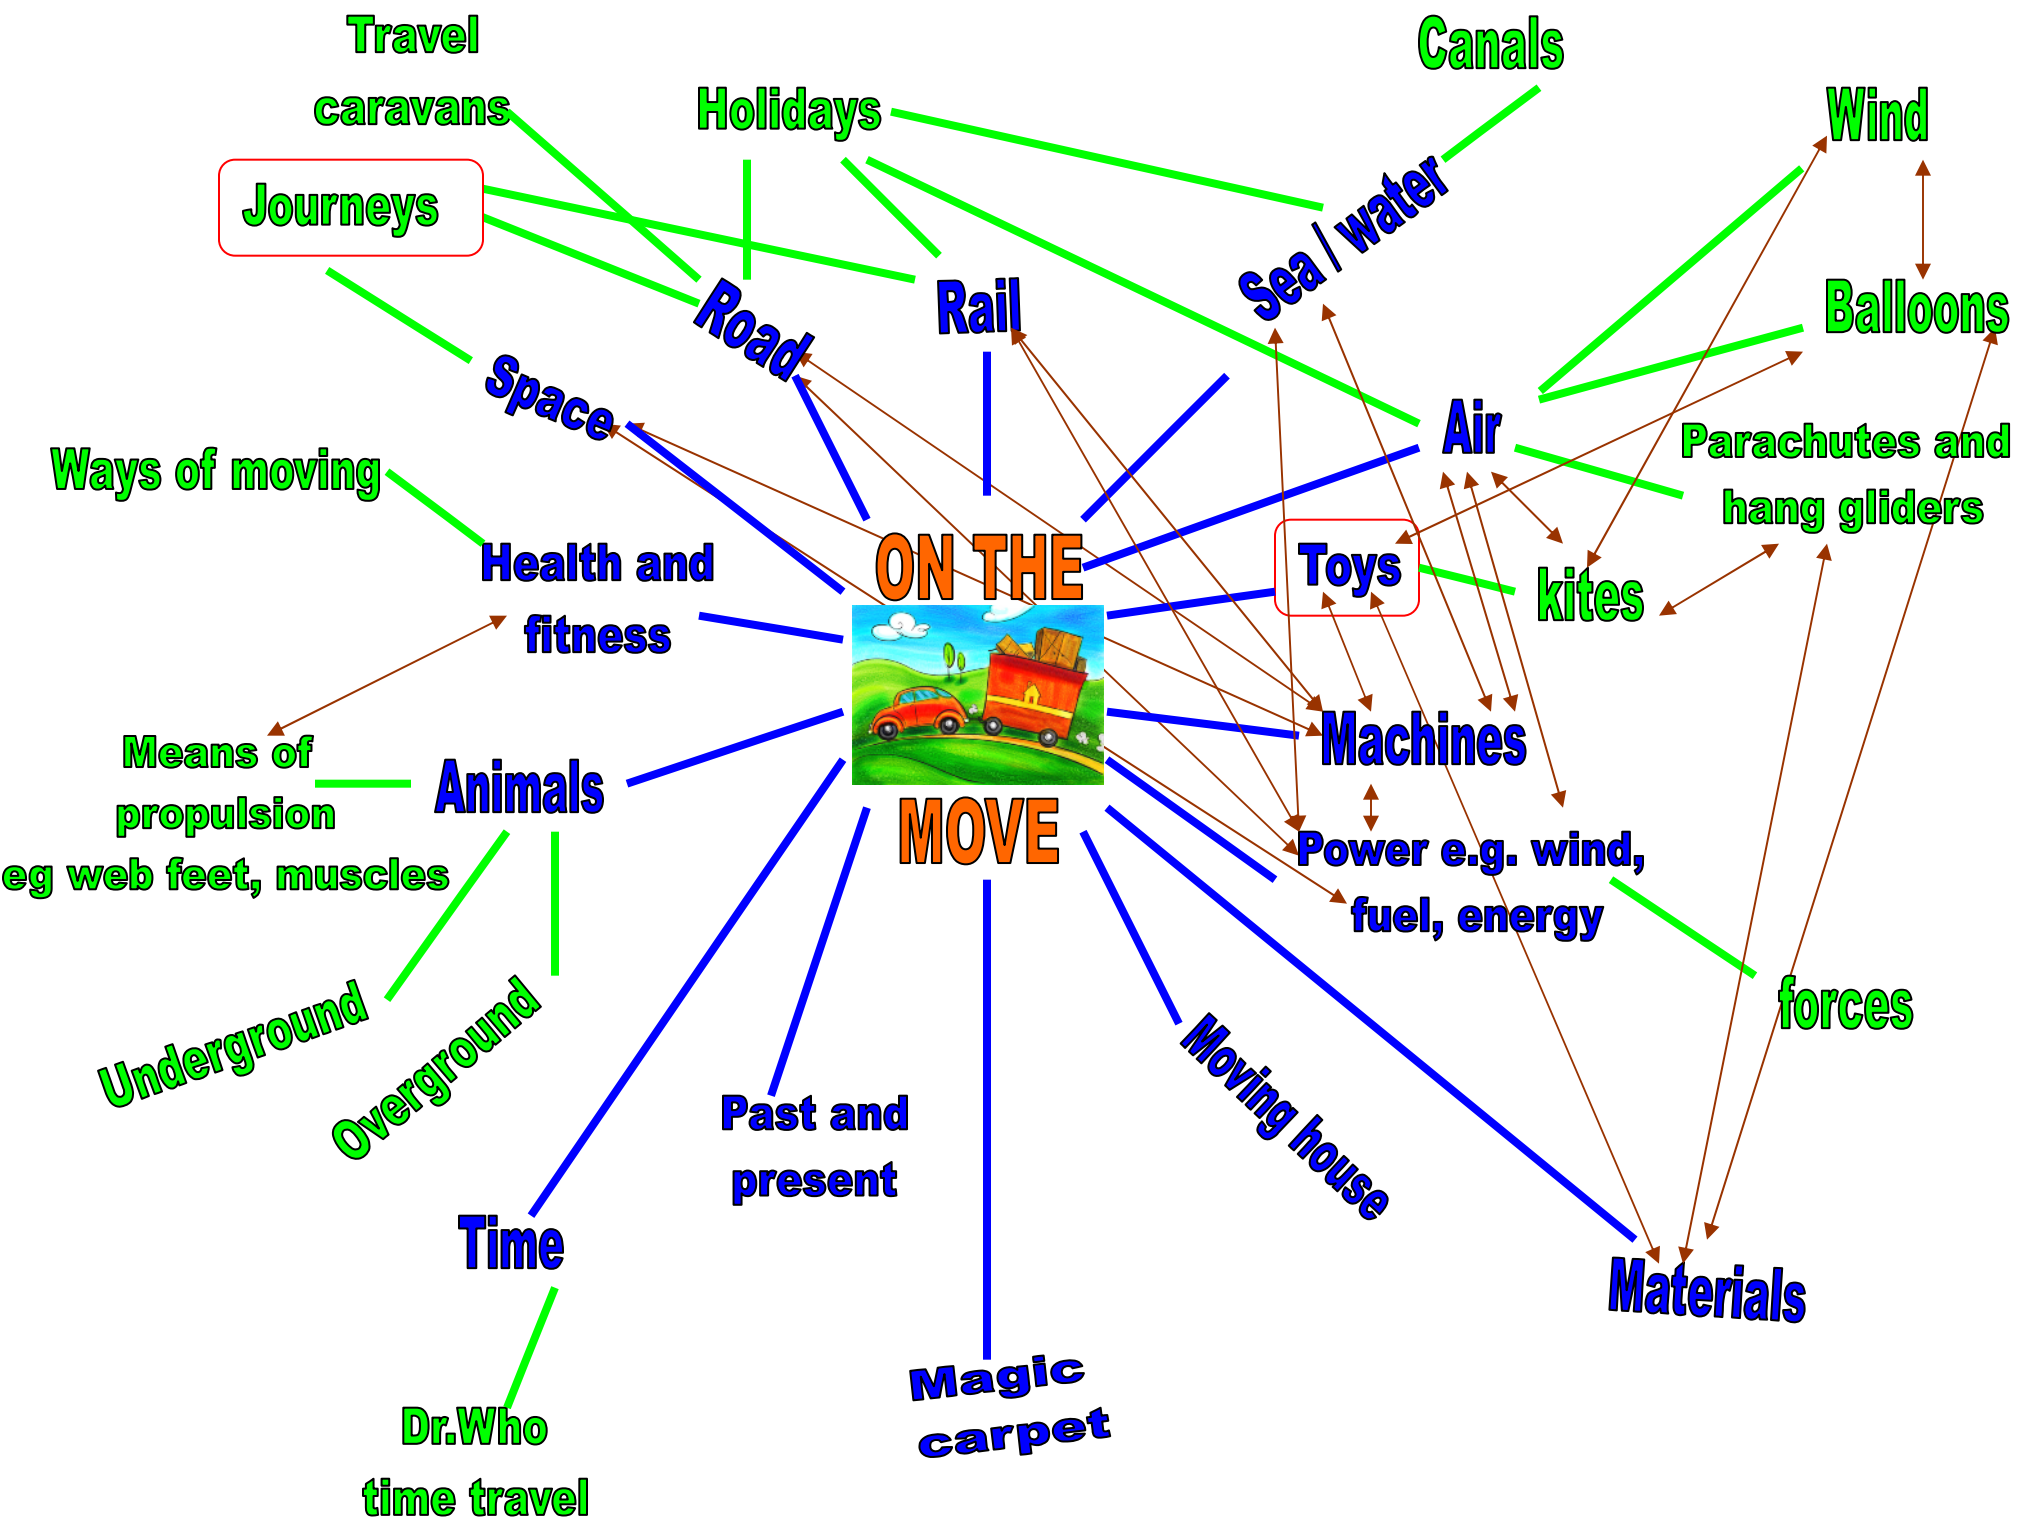 Travel
caravans
Holidays
Canals
Wind
Journeys
Sea / water
Road
Rail
Balloons
Space
Air
Parachutes and
hang gliders
Ways of moving
Health and
fitness
ON THE
MOVE
Toys
kites
Means of
propulsion
eg web feet, muscles
Animals
Machines
Power e.g. wind,
fuel, energy
forces
Underground
Overground
Past and
present
Moving house
Time
Materials
Magic
carpet
Dr.Who
time travel